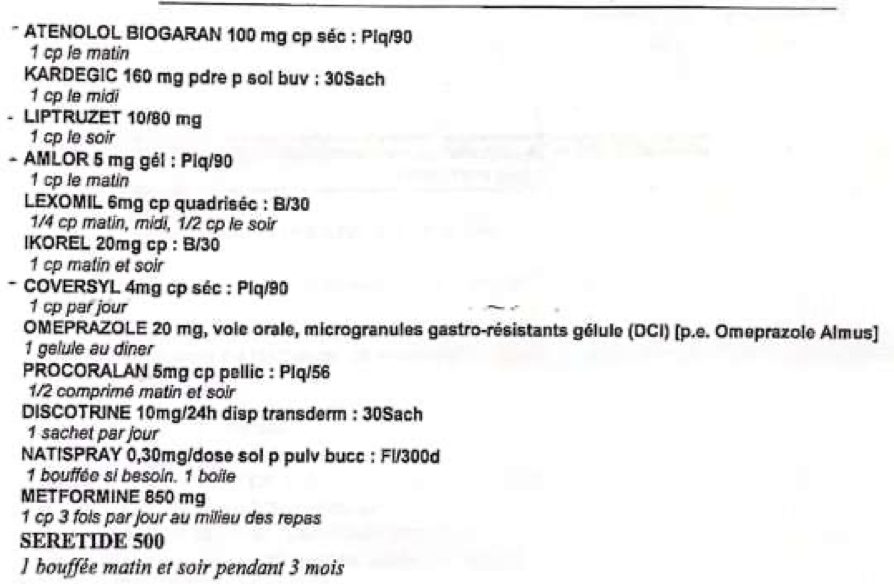 - ATENOLOL BIOGARAN 100 mg cp séc : Plq/90
1 cp le matin
KARDEGIC 160 mg pdre p sol buv : 30Sach
1 cp le midi
- LIPTRUZET 10/80 mg
1 cp le soir
- AMLOR 5 mg gél : Plq/90
1 cp le matin
LEXOMIL 6mg cp quadriséc : B/30
1/4 cp matin, midi, 1/2 cp le soir
IKOREL 20mg cp : B/30
1 cp matin et soir
- COVERSYL 4mg cp séc : Plq/90
1 cp par jour
OMEPRAZOLE 20 mg, voie orale, microgranules gastro-résistants gélule (DCI) [p.e. Omeprazole Almus]
1 gelule au diner
PROCORALAN 5mg cp pellic : Plq/56
1/2 comprimé matin et soir
DISCOTRINE 10mg/24h disp transderm : 30Sach
1 sachet par jour
NATISPRAY 0,30mg/dose sol p pulv bucc : Fl/300d
1 bouffée si besoin. 1 boite
METFORMINE 850 mg
1 cp 3 fois par jour au milieu des repas
SERETIDE 500
1 bouffée matin et soir pendant 3 mois